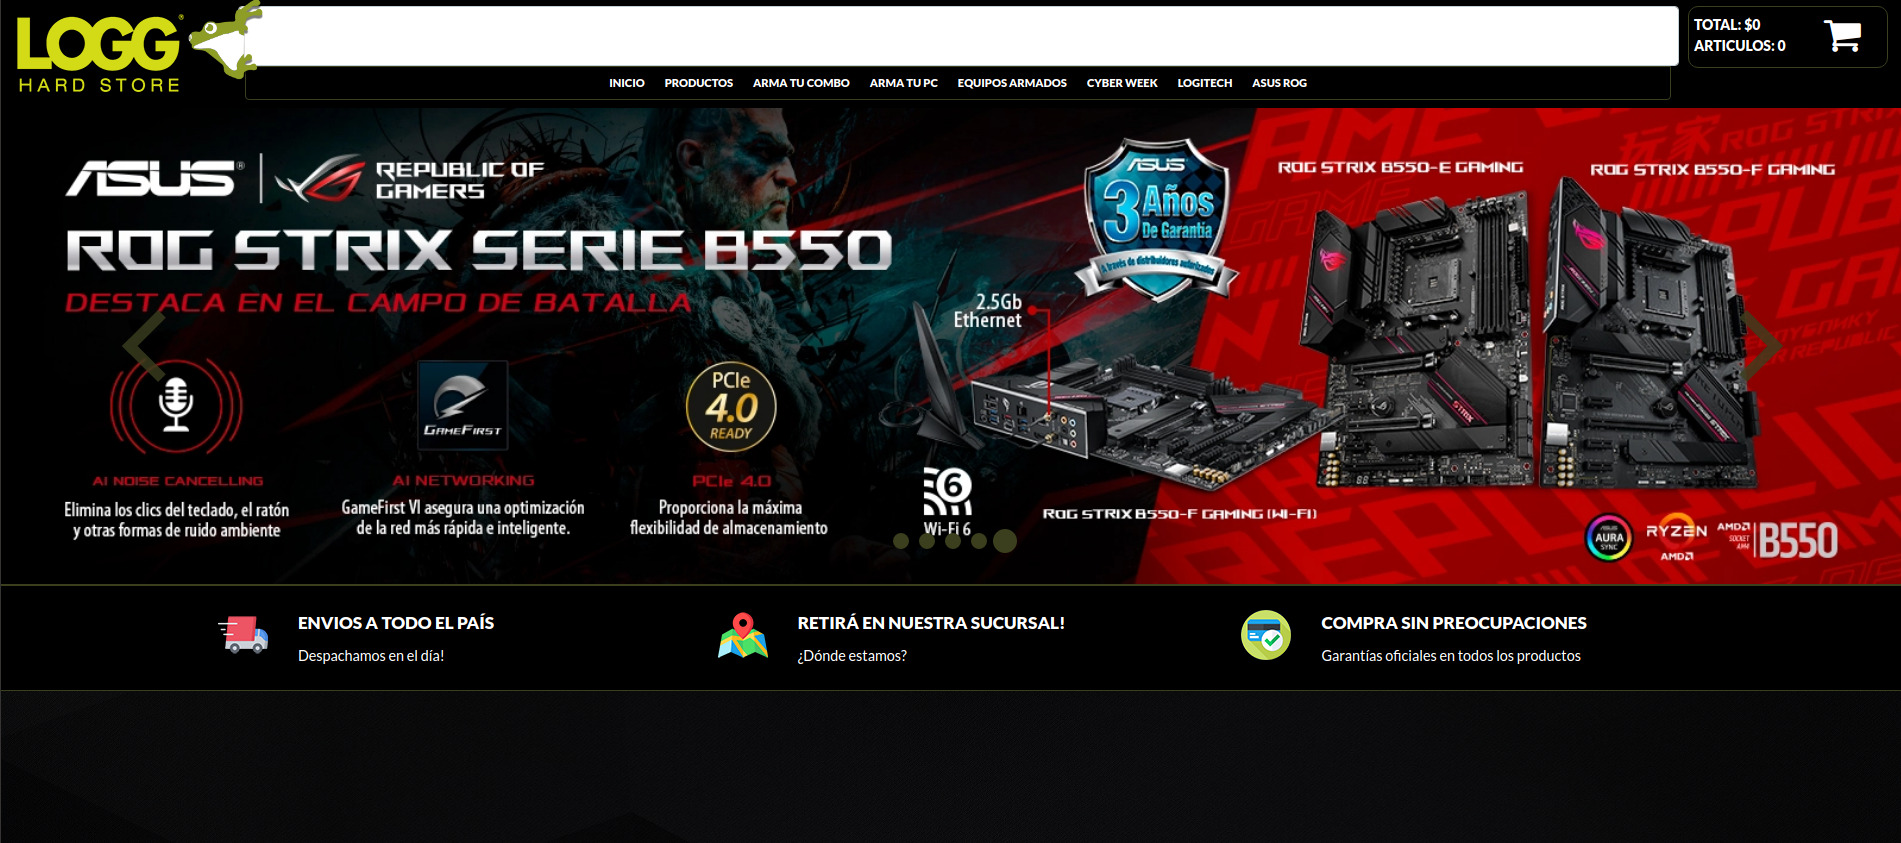 LOGG®
HARD STORE
TOTAL: $0
ARTICULOS: 0
INICIO PRODUCTOS ARMA TU COMBO ARMA TU PC EQUIPOS ARMADOS CYBER WEEK LOGITECH ASUS ROG
ASUS® REPUBLIC OF
GAMERS
ROG STRIX SERIE B550
DESTACA EN EL CAMPO DE BATALLA
AI NOISE CANCELLING
Elimina los clics del teclado, el ratón
y otras formas de ruido ambiente
GAMEFIRST
AI NETWORKING
GameFirst VI asegura una optimización
de la red más rápida e inteligente.
PCIe
4.0
READY
PCIe 4.0
Proporciona la máxima
flexibilidad de almacenamiento
ASUS
3 Años
De Garantía
A través de distribuidores autorizados
2.5Gb
Ethernet
6
Wi-Fi 6
ROG STRIX B550-F GAMING (WI-FI)
ROG STRIX B550-E GAMING
ROG STRIX B550-F GAMING
STRIX
ASUS
AURA
SYNC
RYZEN
AMD
AMD
SOCKET
AM4
B550
ENVIOS A TODO EL PAÍS
Despachamos en el día!
RETIRÁ EN NUESTRA SUCURSAL!
¿Dónde estamos?
COMPRA SIN PREOCUPACIONES
Garantías oficiales en todos los productos